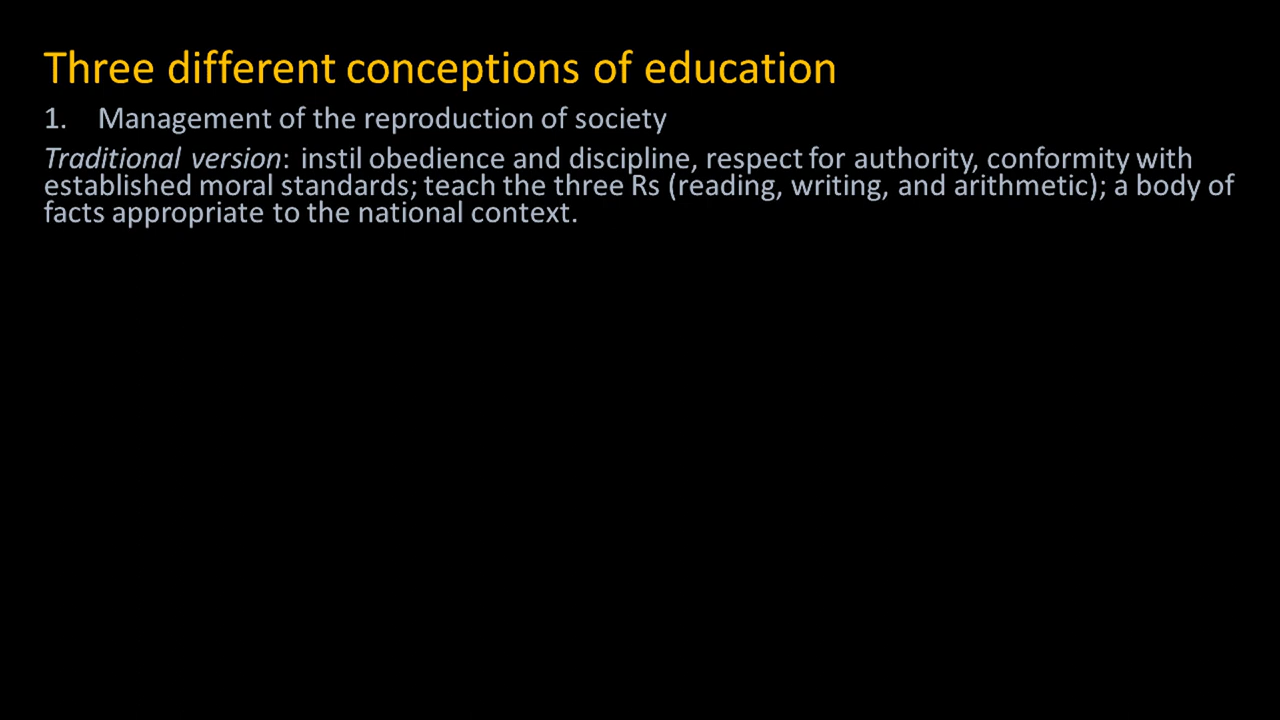 Three different conceptions of education
1. Management of the reproduction of society
Traditional version: instil obedience and discipline, respect for authority, conformity with
established moral standards; teach the three Rs (reading, writing, and arithmetic); a body of
facts appropriate to the national context.